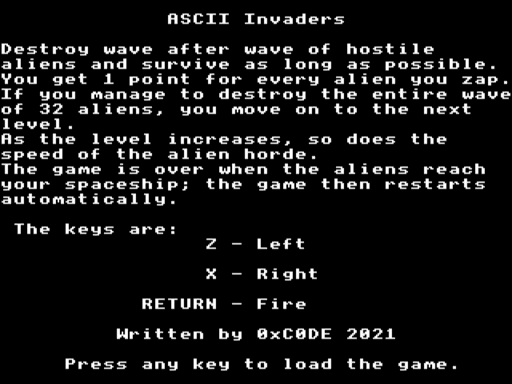 ASCII Invaders
Destroy wave after wave of hostile
aliens and survive as long as possible.
You get 1 point for every alien you zap.
If you manage to destroy the entire wave
of 32 aliens, you move on to the next
level.
As the level increases, so does the
speed of the alien horde.
The game is over when the aliens reach
your spaceship; the game then restarts
automatically.
The keys are:
Z - Left
X - Right
RETURN - Fire
Written by 0xC0DE 2021
Press any key to load the game.